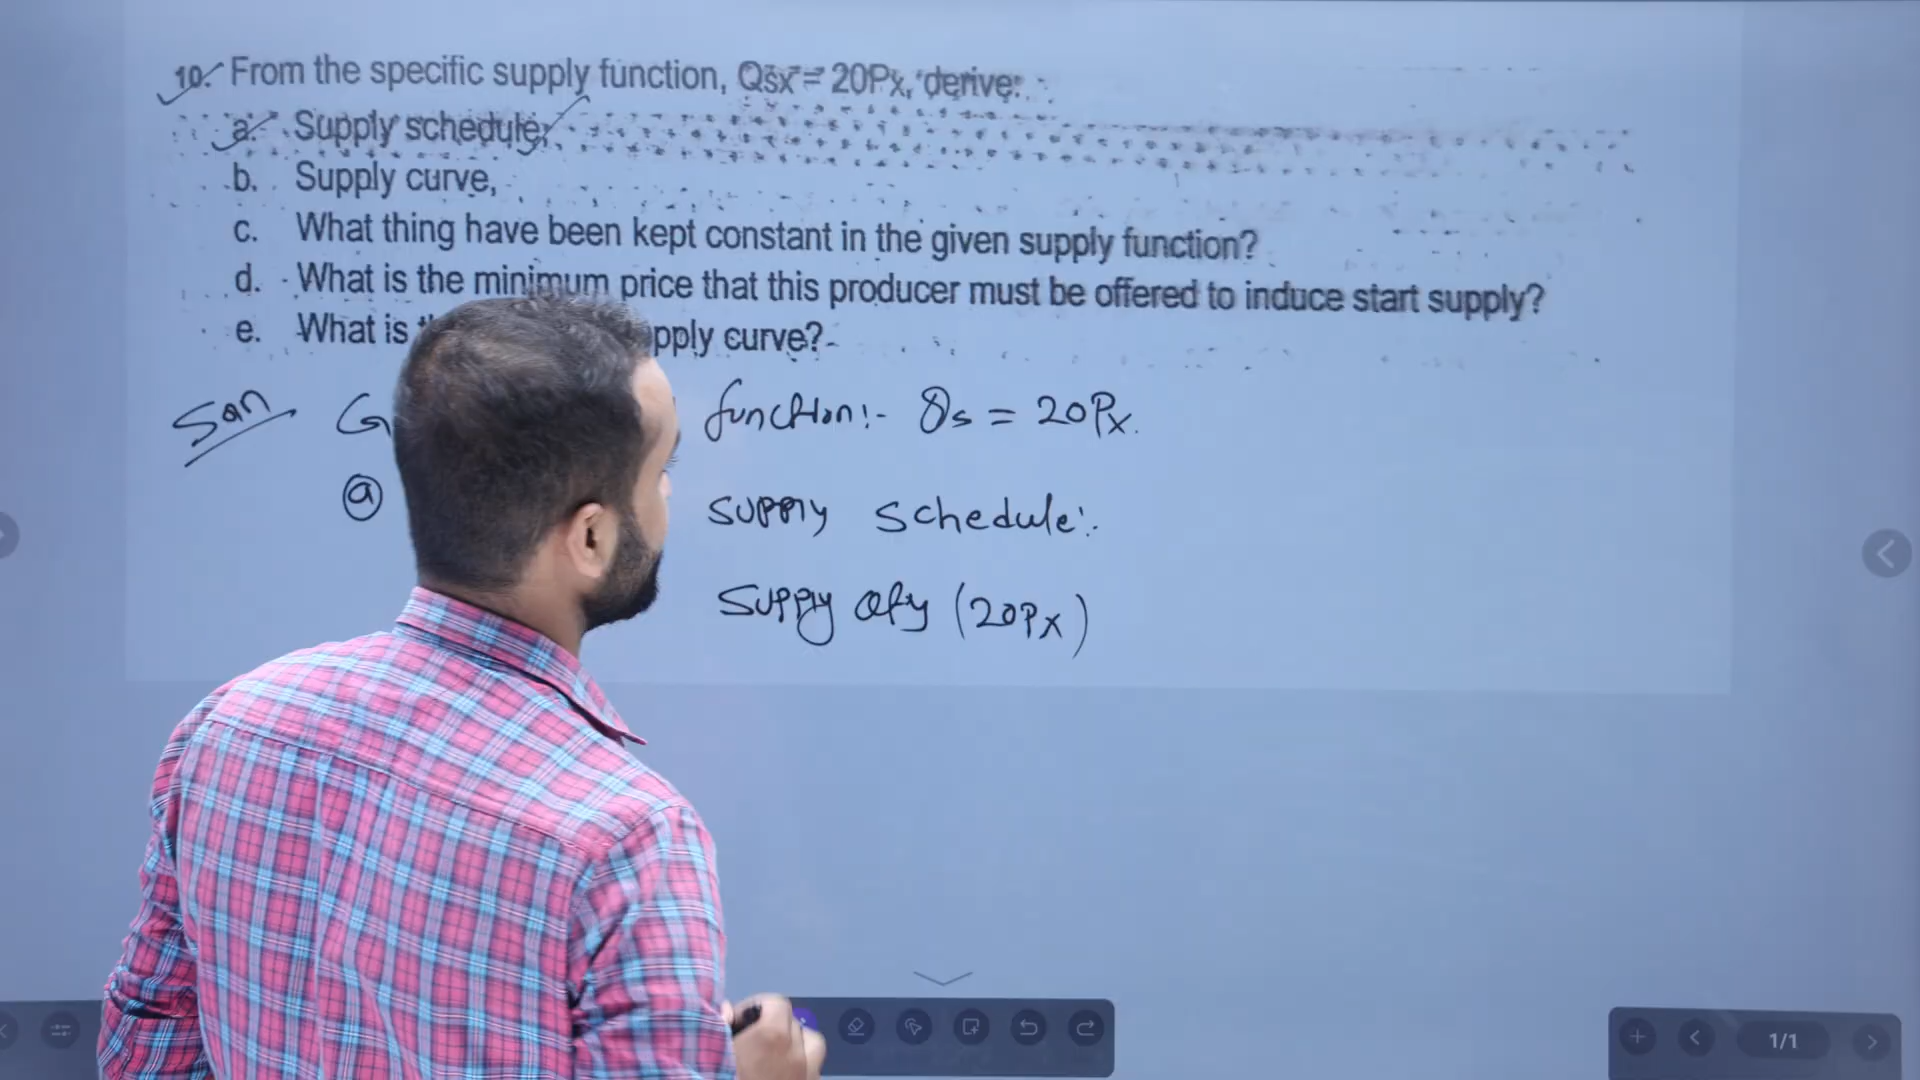 10. From the specific supply function, Qsx = 20Px, derive:
a. Supply schedule,
b. Supply curve,
c. What thing have been kept constant in the given supply function?
d. What is the minimum price that this producer must be offered to induce start supply?
e. What is pply curve?
Son G function:- Qs = 20Px.
a supply schedule:-
Supply qty (20Px)
1/1